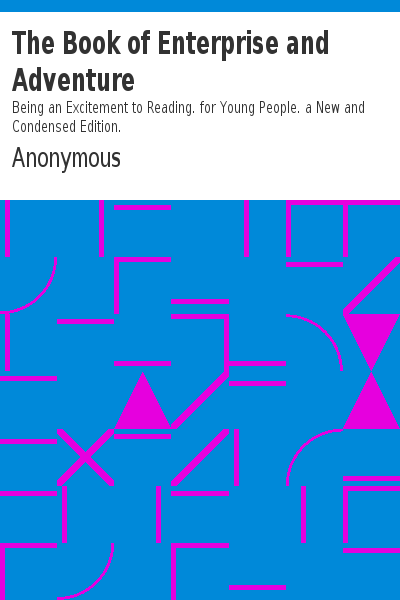 The Book of Enterprise and
Adventure
Being an Excitement to Reading. for Young People. a New and
Condensed Edition.
Anonymous